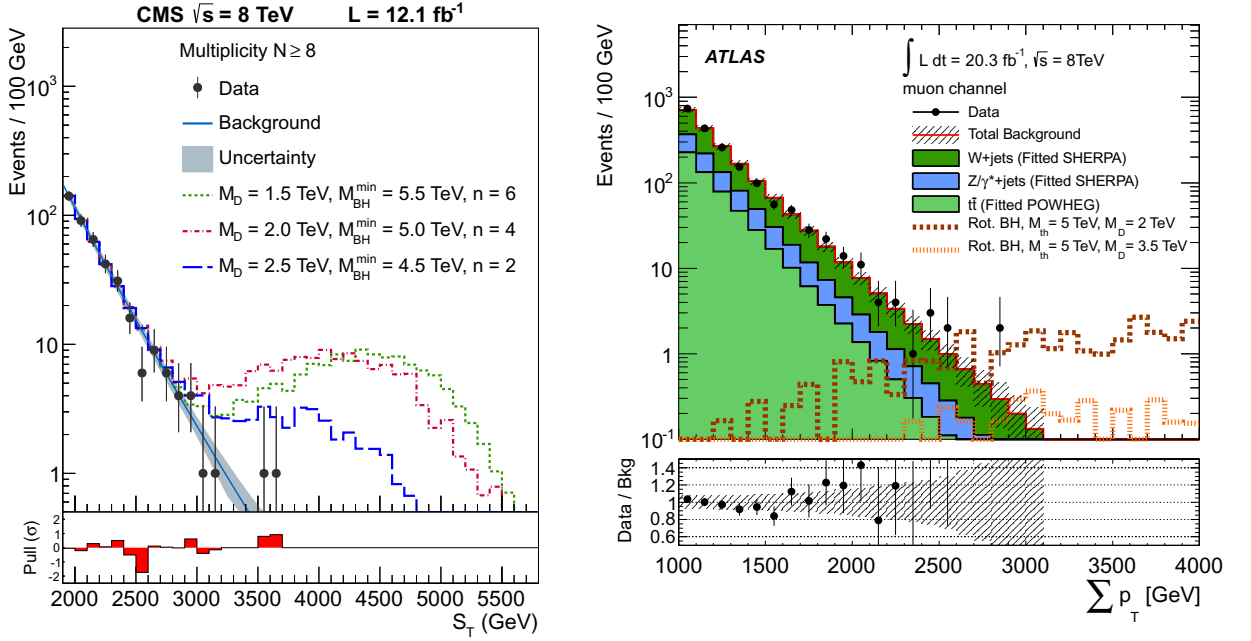 CMS √s = 8 TeV L = 12.1 fb⁻¹
Events / 100 GeV
Multiplicity N ≥ 8
Data
Background
Uncertainty
M_D = 1.5 TeV, M_BH^min = 5.5 TeV, n = 6
M_D = 2.0 TeV, M_BH^min = 5.0 TeV, n = 4
M_D = 2.5 TeV, M_BH^min = 4.5 TeV, n = 2
10³
10²
10
1
Pull (σ)
2
1
0
-1
-2
2000 2500 3000 3500 4000 4500 5000 5500
S_T (GeV)
Events / 100 GeV
ATLAS
∫ L dt = 20.3 fb⁻¹, √s = 8TeV
muon channel
Data
Total Background
W+jets (Fitted SHERPA)
Z/γ*+jets (Fitted SHERPA)
tt̄ (Fitted POWHEG)
Rot. BH, M_th = 5 TeV, M_D = 2 TeV
Rot. BH, M_th = 5 TeV, M_D = 3.5 TeV
10⁴
10³
10²
10
1
10⁻¹
Data / Bkg
1.4
1.2
1.0
0.8
0.6
1000 1500 2000 2500 3000 3500 4000
∑ p_T [GeV]